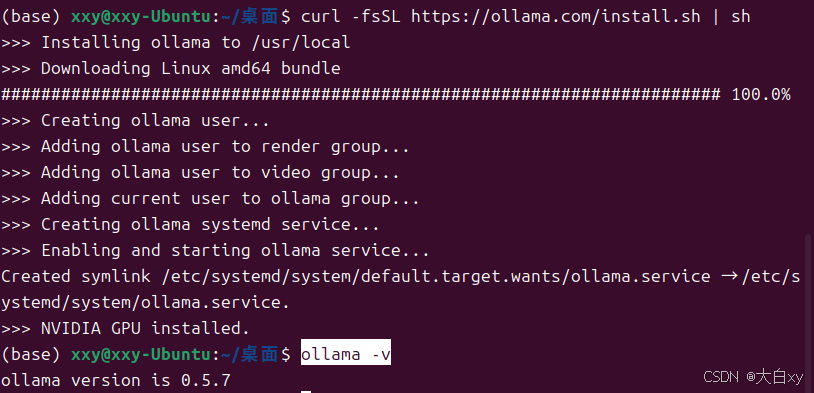 (base) xxy@xxy-Ubuntu:~/桌面$ curl -fsSL https://ollama.com/install.sh | sh
>>> Installing ollama to /usr/local
>>> Downloading Linux amd64 bundle
######################################################################## 100.0%
>>> Creating ollama user...
>>> Adding ollama user to render group...
>>> Adding ollama user to video group...
>>> Adding current user to ollama group...
>>> Creating ollama systemd service...
>>> Enabling and starting ollama service...
Created symlink /etc/systemd/system/default.target.wants/ollama.service → /etc/s
ystemd/system/ollama.service.
>>> NVIDIA GPU installed.
(base) xxy@xxy-Ubuntu:~/桌面$ ollama -v
ollama version is 0.5.7
CSDN @大白xy